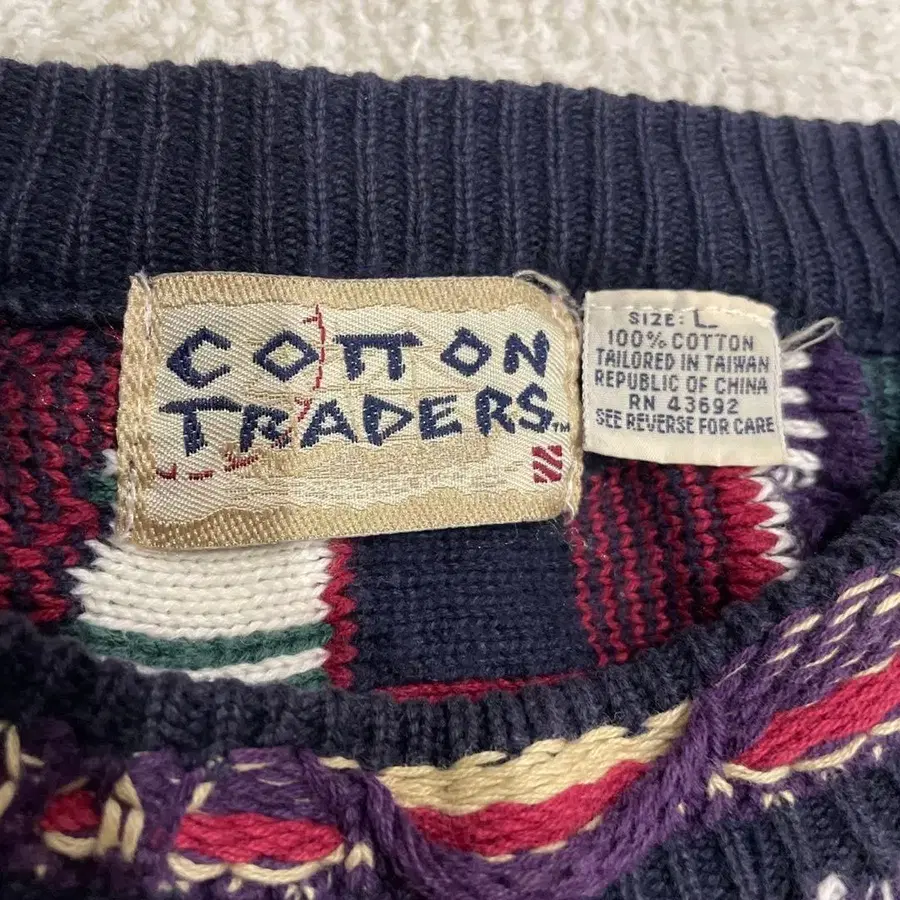 COTTON
TRADERS™
SIZE: L
100% COTTON
TAILORED IN TAIWAN
REPUBLIC OF CHINA
RN 43692
SEE REVERSE FOR CARE